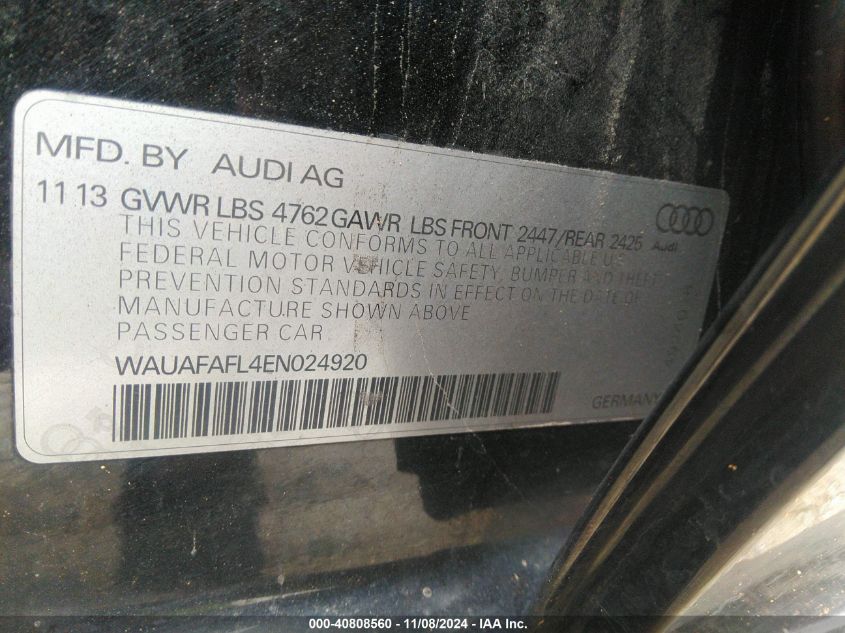 MFD. BY AUDI AG
11 13 GVWR LBS 4762 GAWR LBS FRONT 2447/REAR 2425
Audi
THIS VEHICLE CONFORMS TO ALL APPLICABLE U.S.
FEDERAL MOTOR VEHICLE SAFETY, BUMPER AND THEFT
PREVENTION STANDARDS IN EFFECT ON THE DATE OF
MANUFACTURE SHOWN ABOVE
PASSENGER CAR
WAUAFAFL4EN024920
GERMANY
000-40808560 - 11/08/2024 - IAA Inc.